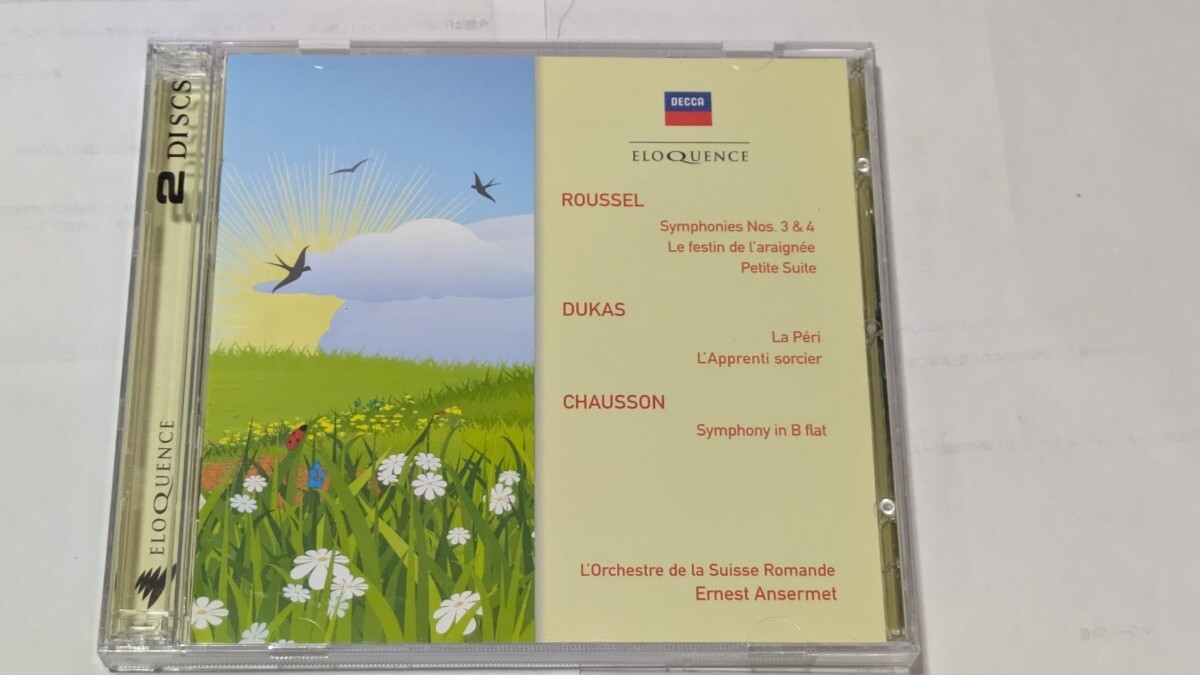 2 DISCS
ELOQUENCE
DECCA
ELOQUENCE
ROUSSEL
Symphonies Nos. 3 & 4
Le festin de l'araignée
Petite Suite
DUKAS
La Péri
L'Apprenti sorcier
CHAUSSON
Symphony in B flat
L'Orchestre de la Suisse Romande
Ernest Ansermet